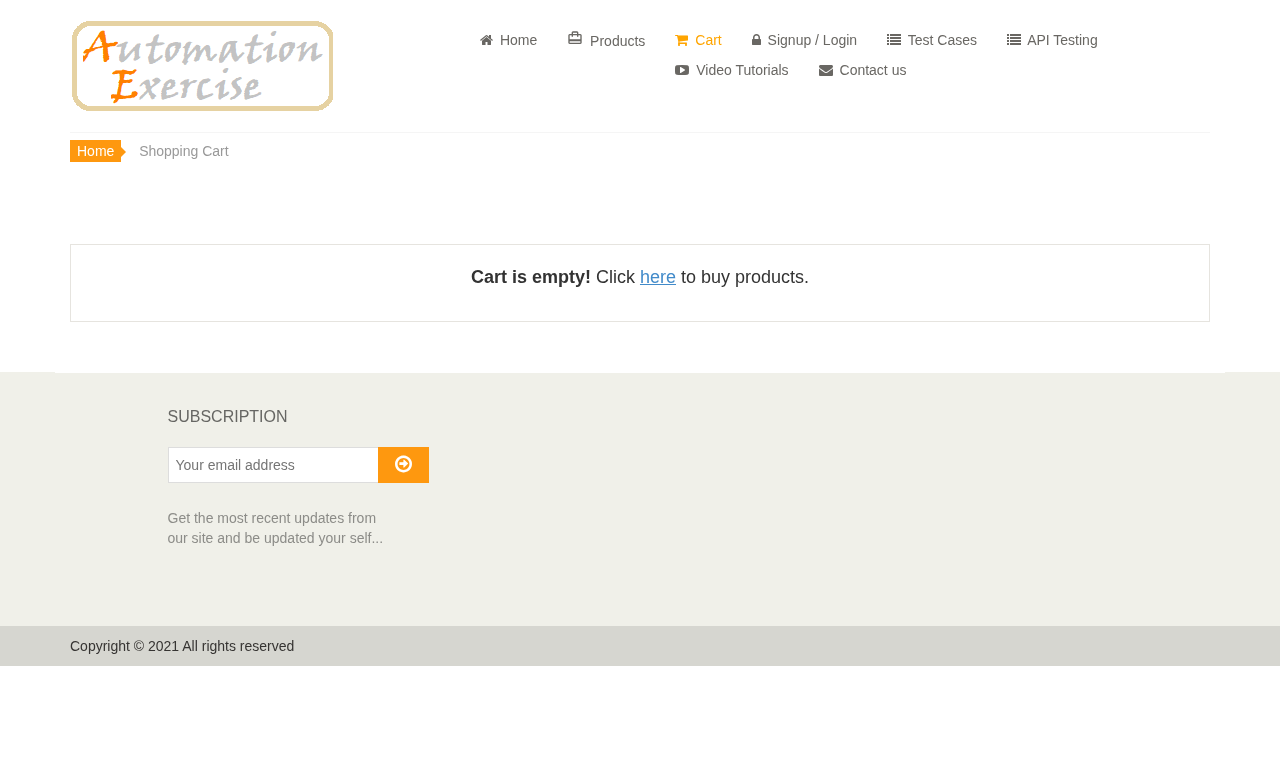 Automation
Exercise
Home Products Cart Signup / Login Test Cases API Testing
Video Tutorials Contact us
Home Shopping Cart
Cart is empty! Click here to buy products.
SUBSCRIPTION
Your email address
Get the most recent updates from
our site and be updated your self...
Copyright © 2021 All rights reserved